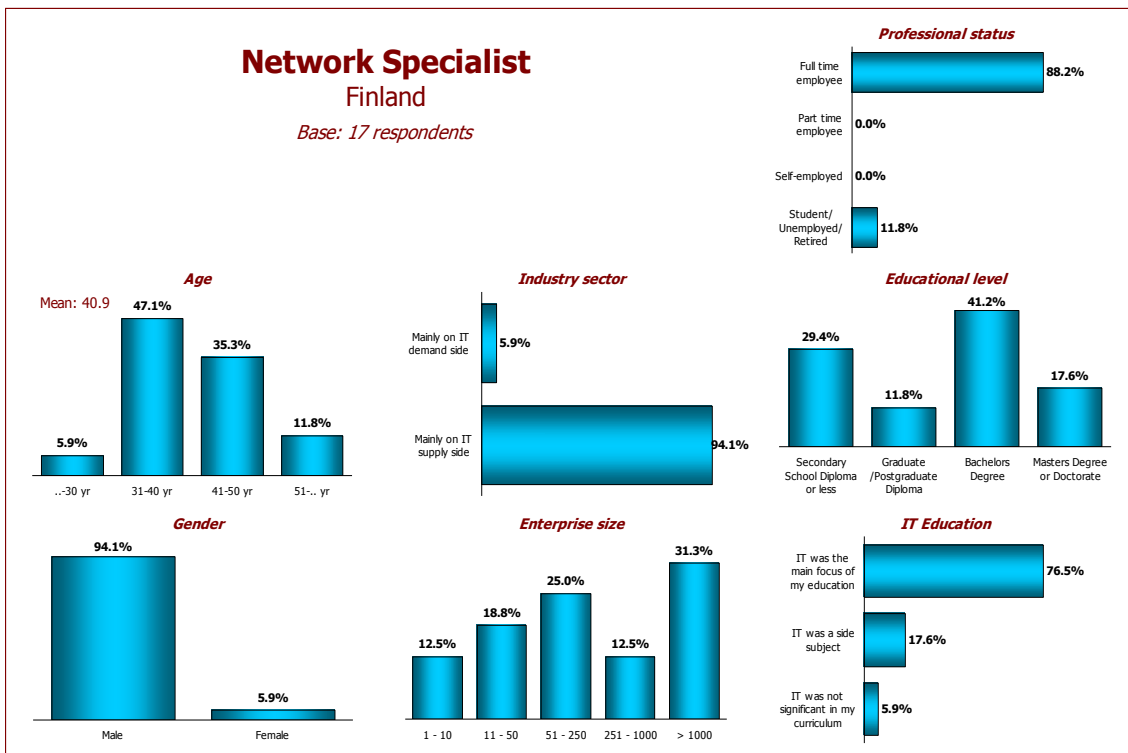 Network Specialist
Finland
Base: 17 respondents
Professional status
Full time
employee
88.2%
Part time
employee
0.0%
Self-employed
0.0%
Student/
Unemployed/
Retired
11.8%
Age
Mean: 40.9
5.9%
47.1%
35.3%
11.8%
..-30 yr
31-40 yr
41-50 yr
51-.. yr
Industry sector
Mainly on IT
demand side
5.9%
Mainly on IT
supply side
94.1%
Educational level
29.4%
11.8%
41.2%
17.6%
Secondary
School Diploma
or less
Graduate
/Postgraduate
Diploma
Bachelors
Degree
Masters Degree
or Doctorate
Gender
94.1%
5.9%
Male
Female
Enterprise size
12.5%
18.8%
25.0%
12.5%
31.3%
1 - 10
11 - 50
51 - 250
251 - 1000
> 1000
IT Education
IT was the
main focus of
my education
76.5%
IT was a side
subject
17.6%
IT was not
significant in my
curriculum
5.9%